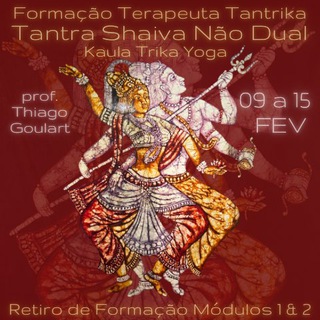 Formação Terapeuta Tantrika
Tantra Shaiva Não Dual
Kaula Trika Yoga
prof.
Thiago
Goulart
09 a 15
FEV
Retiro de Formação Módulos 1 & 2